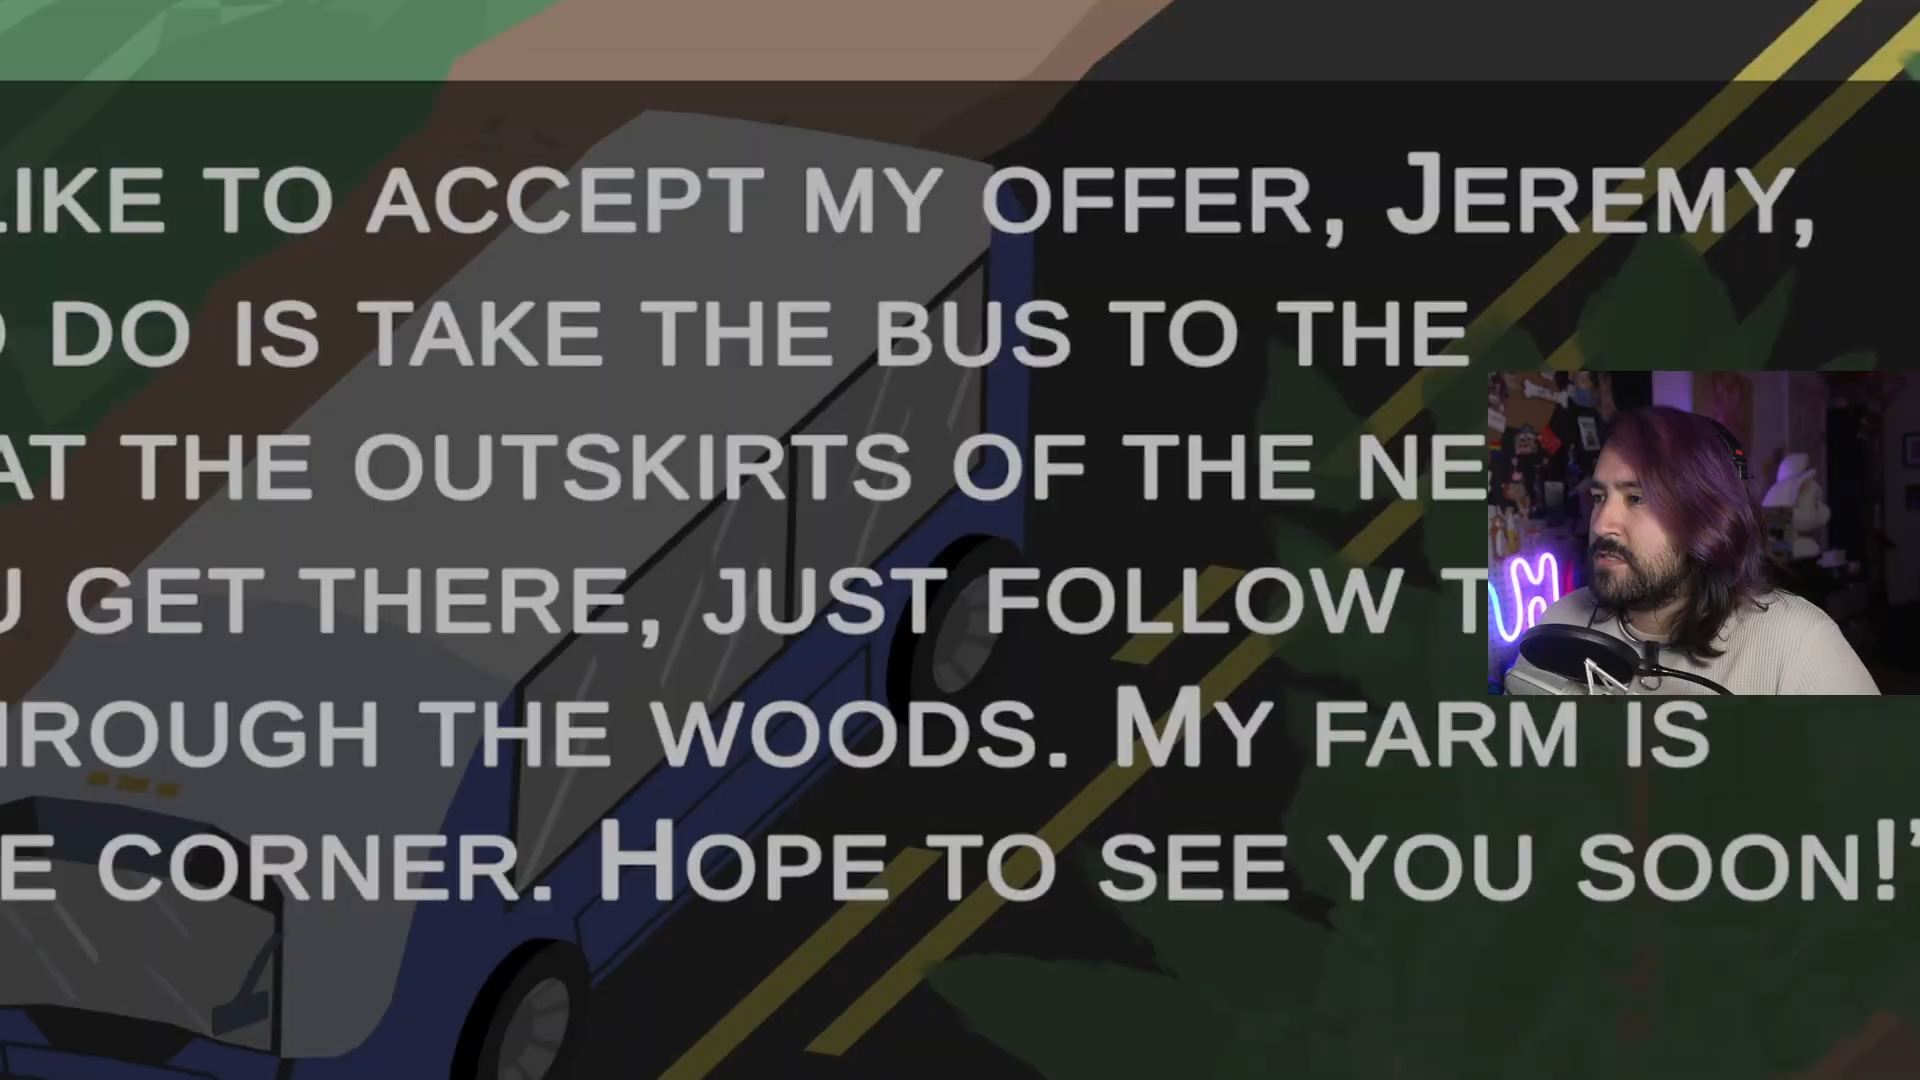 LIKE TO ACCEPT MY OFFER, JEREMY,
DO IS TAKE THE BUS TO THE
AT THE OUTSKIRTS OF THE
GET THERE, JUST FOLLOW
THE WOODS. MY FARM IS
CORNER. HOPE TO SEE YOU SOON!"